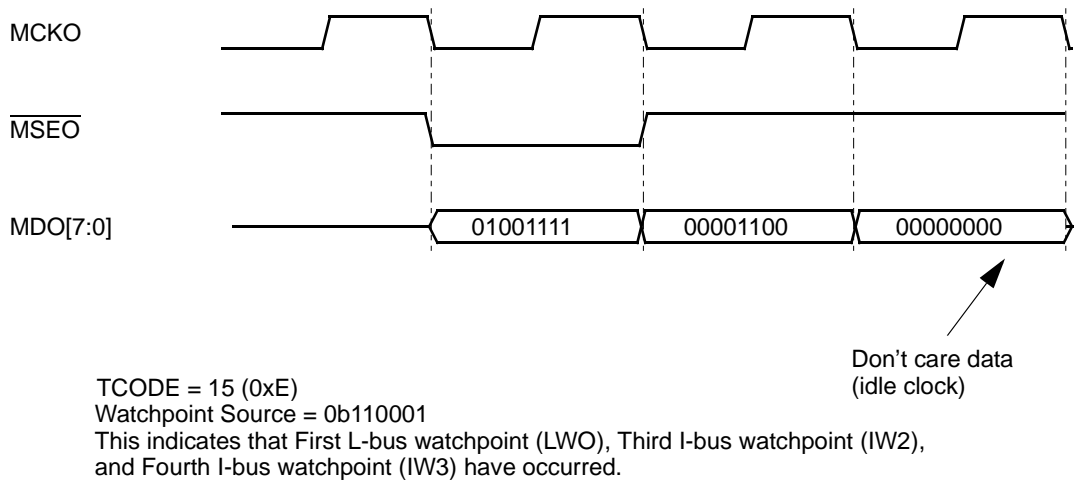 MCKO
MSEO
MDO[7:0]
01001111
00001100
00000000
Don't care data
(idle clock)
TCODE = 15 (0xE)
Watchpoint Source = 0b110001
This indicates that First L-bus watchpoint (LWO), Third I-bus watchpoint (IW2),
and Fourth I-bus watchpoint (IW3) have occurred.